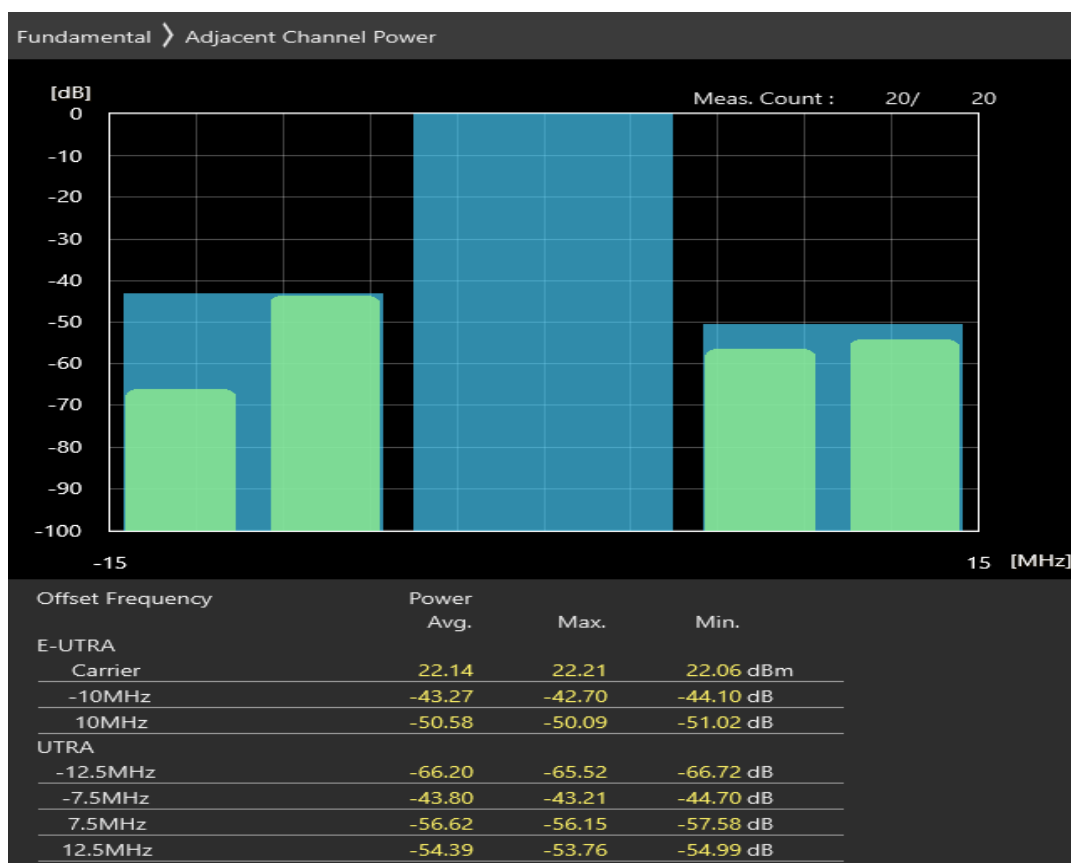 Fundamental 》 Adjacent Channel Power
[dB]
Meas. Count : 20/ 20
0
-10
-20
-30
-40
-50
-60
-70
-80
-90
-100
-15 15 [MHz]
Offset Frequency Power
Avg. Max. Min.
E-UTRA
Carrier 22.14 22.21 22.06 dBm
-10MHz -43.27 -42.70 -44.10 dB
10MHz -50.58 -50.09 -51.02 dB
UTRA
-12.5MHz -66.20 -65.52 -66.72 dB
-7.5MHz -43.80 -43.21 -44.70 dB
7.5MHz -56.62 -56.15 -57.58 dB
12.5MHz -54.39 -53.76 -54.99 dB